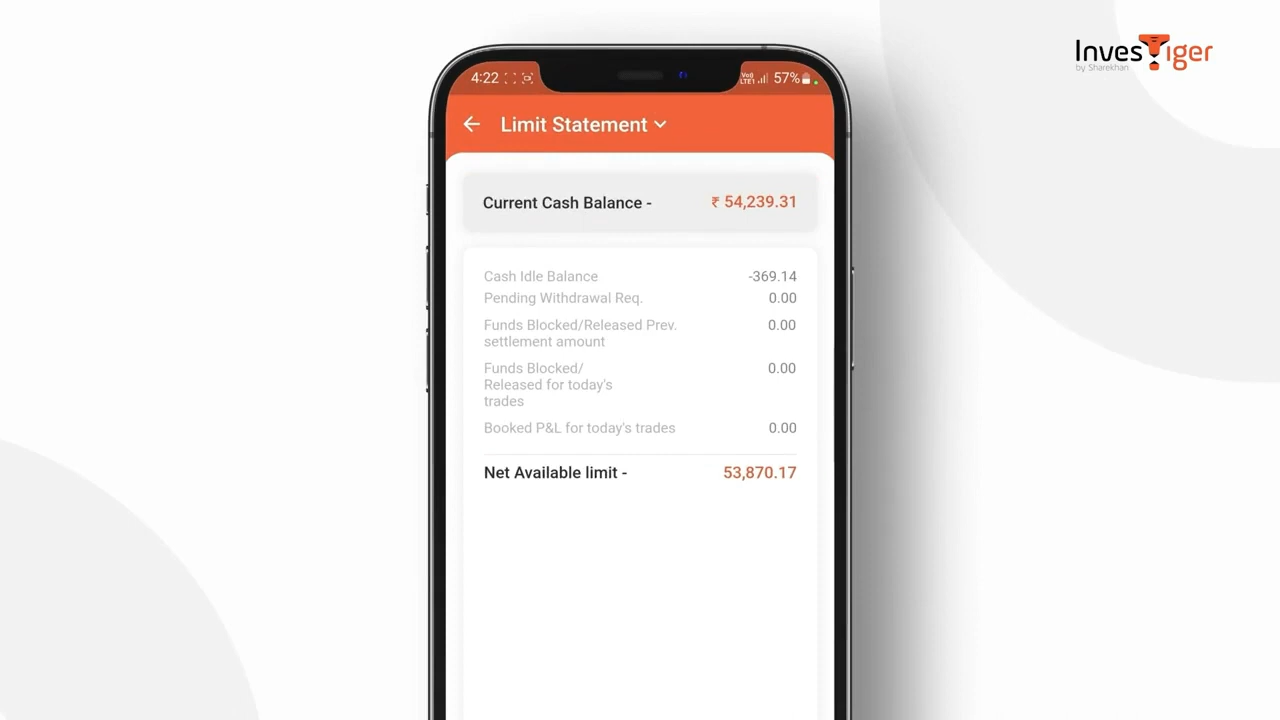 InvesTiger
by Sharekhan
4:22
VoJ
LTE1
57%
Limit Statement
Current Cash Balance - ₹ 54,239.31
Cash Idle Balance -369.14
Pending Withdrawal Req. 0.00
Funds Blocked/Released Prev. 0.00
settlement amount
Funds Blocked/ 0.00
Released for today's
trades
Booked P&L for today's trades 0.00
Net Available limit - 53,870.17